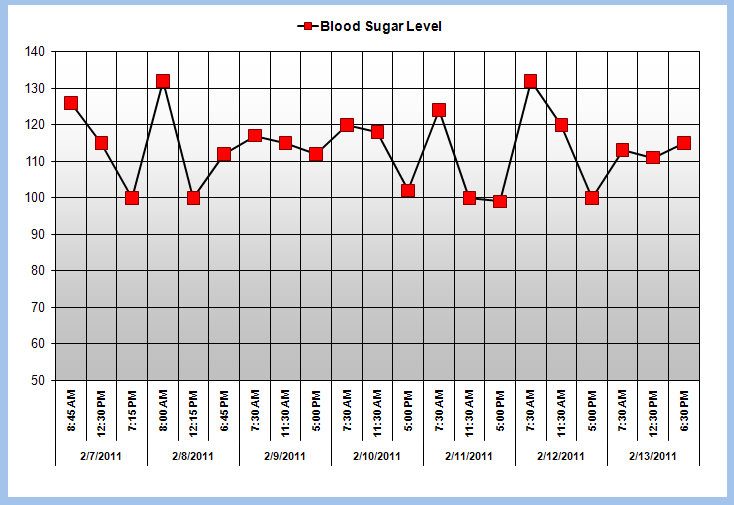 Blood Sugar Level
140
130
120
110
100
90
80
70
60
50
8:45 AM
12:30 PM
7:15 PM
8:00 AM
12:15 PM
6:45 PM
7:30 AM
11:30 AM
5:00 PM
7:30 AM
11:30 AM
5:00 PM
7:30 AM
11:30 AM
5:00 PM
7:30 AM
11:30 AM
5:00 PM
7:30 AM
12:30 PM
6:30 PM
2/7/2011 2/8/2011 2/9/2011 2/10/2011 2/11/2011 2/12/2011 2/13/2011